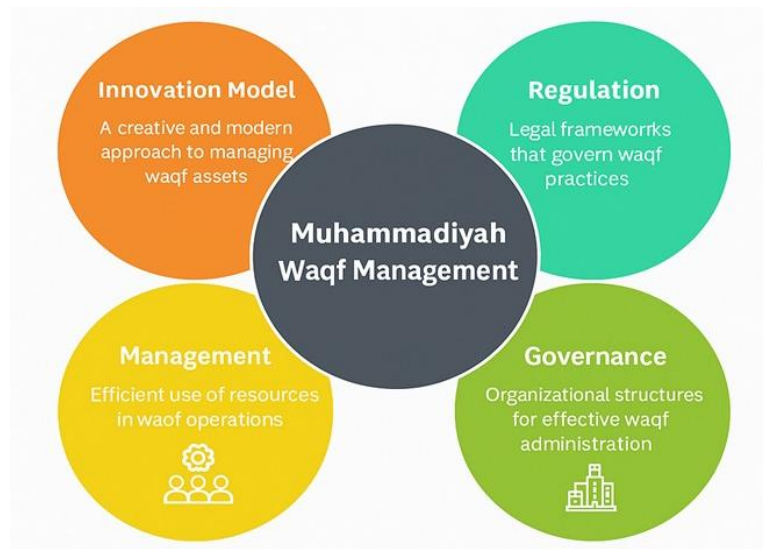 Innovation Model
A creative and modern
approach to managing
waqf assets
Regulation
Legal frameworrks
that govern waqf
practices
Muhammadiyah
Waqf Management
Management
Efficient use of resources
in waof operations
Governance
Organizational structures
for effective waqf
administration